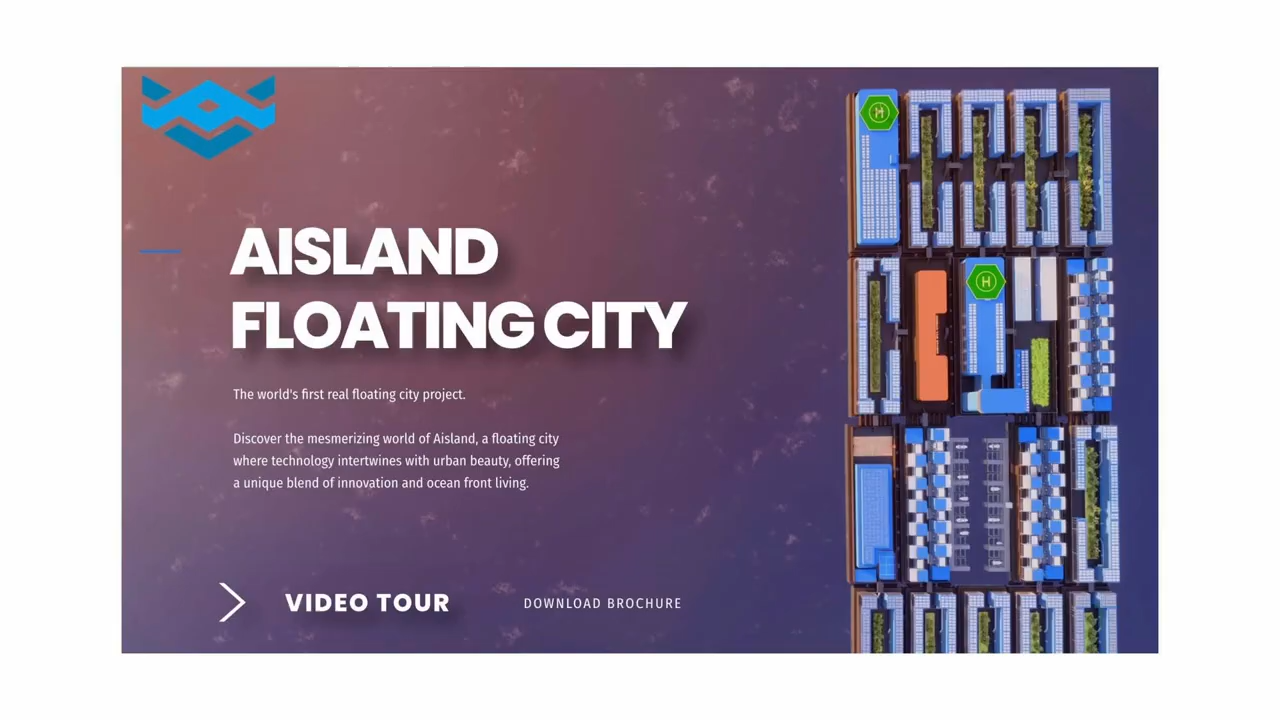 AISLAND
FLOATING CITY
The world's first real floating city project.
Discover the mesmerizing world of Aisland, a floating city
where technology intertwines with urban beauty, offering
a unique blend of innovation and ocean front living.
VIDEO TOUR
DOWNLOAD BROCHURE
H
H